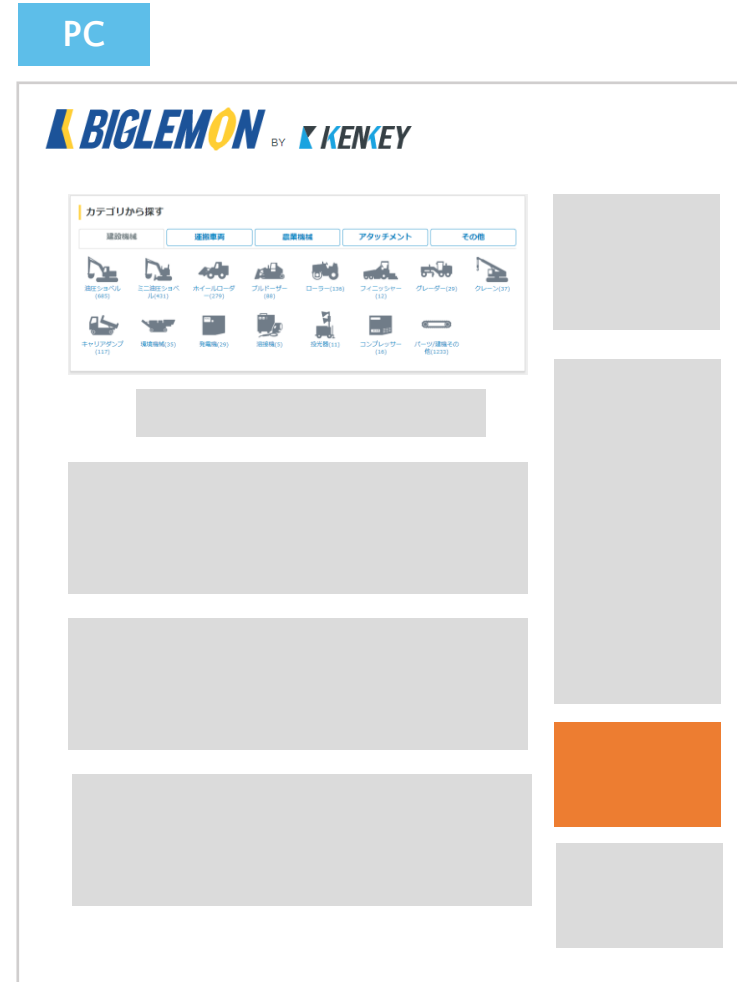 PC
BIGLEMON BY KENKEY
カテゴリから探す
建設機械 運搬車両 農業機械 アタッチメント その他
油圧ショベル ミニ油圧ショベ ホイールローダ ブルドーザー ローラー(136) フィニッシャー グレーダー(29) クレーン(37)
(685) ル(431) ー(279) (88) (12)
キャリアダンプ 環境機械(35) 発電機(29) 溶接機(5) 投光器(11) コンプレッサー パーツ/建機その
(117) (16) 他(1232)